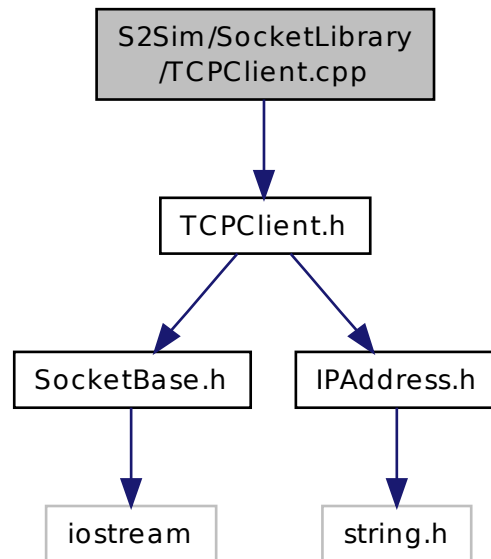 S2Sim/SocketLibrary
/TCPClient.cpp
TCPClient.h
SocketBase.h
IPAddress.h
iostream
string.h